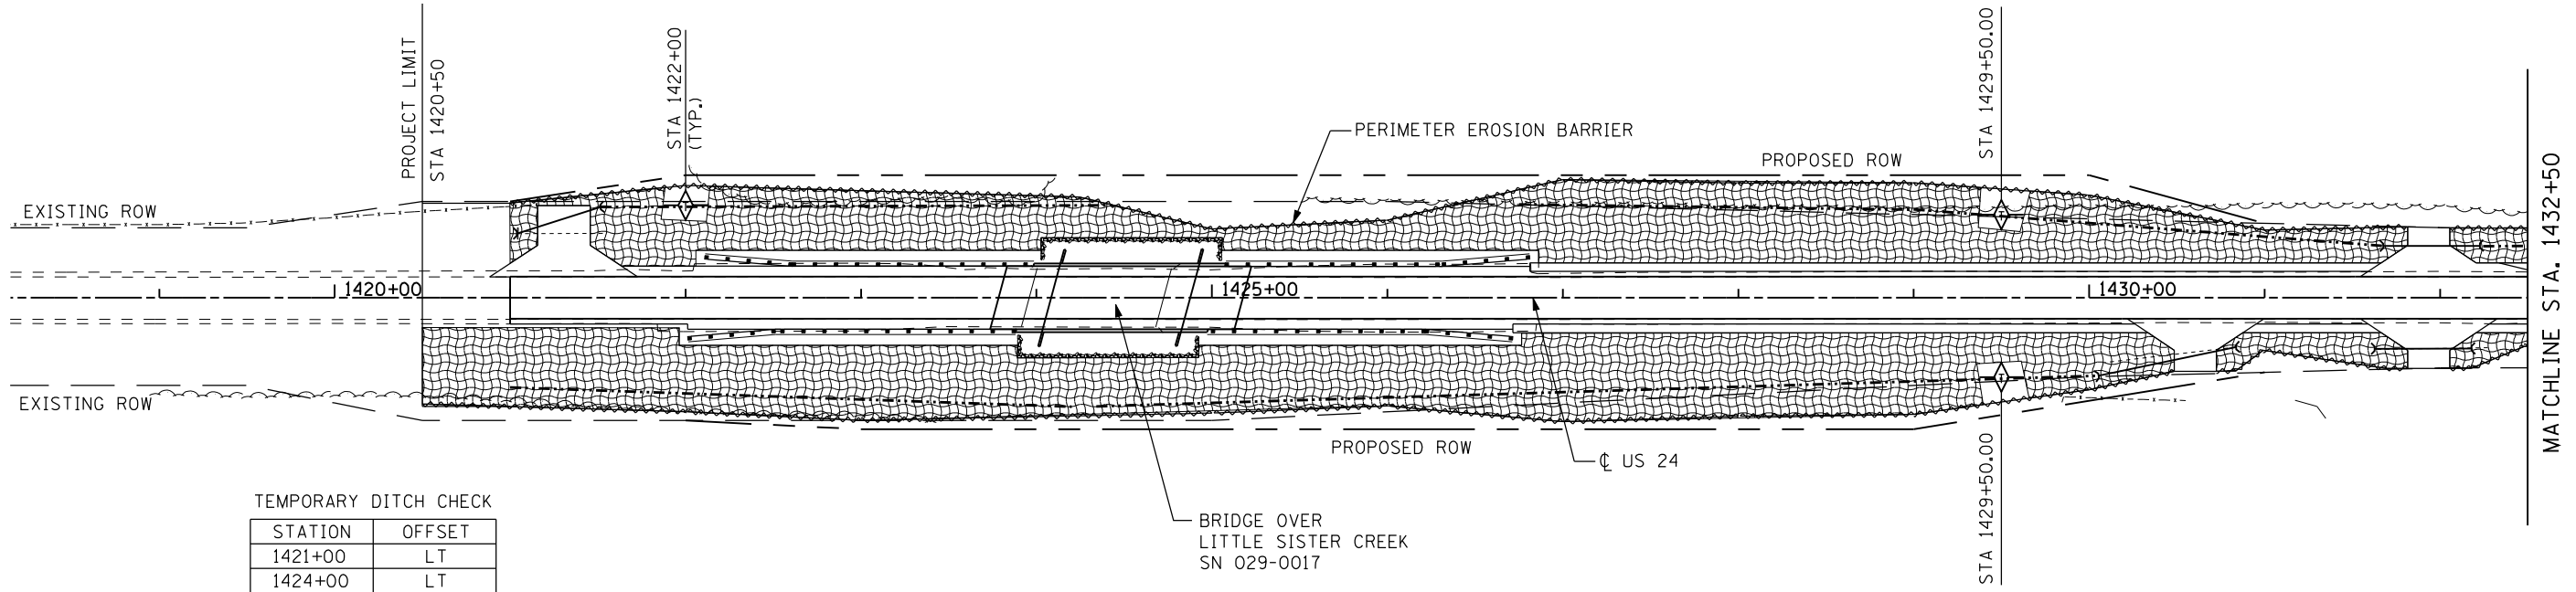 PROJECT LIMIT
STA 1420+50
STA 1422+00
(TYP.)
STA 1429+50.00
PERIMETER EROSION BARRIER
PROPOSED ROW
EXISTING ROW
1420+00
1425+00
1430+00
MATCHLINE STA. 1432+50
EXISTING ROW
PROPOSED ROW
℄ US 24
STA 1429+50.00
BRIDGE OVER
LITTLE SISTER CREEK
SN 029-0017
TEMPORARY DITCH CHECK
STATION OFFSET
1421+00 LT
1424+00 LT